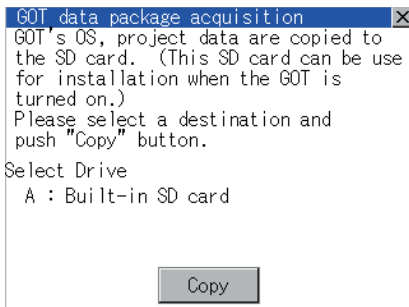 GOT data package acquisition
GOT's OS, project data are copied to
the SD card. (This SD card can be use
for installation when the GOT is
turned on.)
Please select a destination and
push "Copy" button.
Select Drive
A : Built-in SD card
Copy